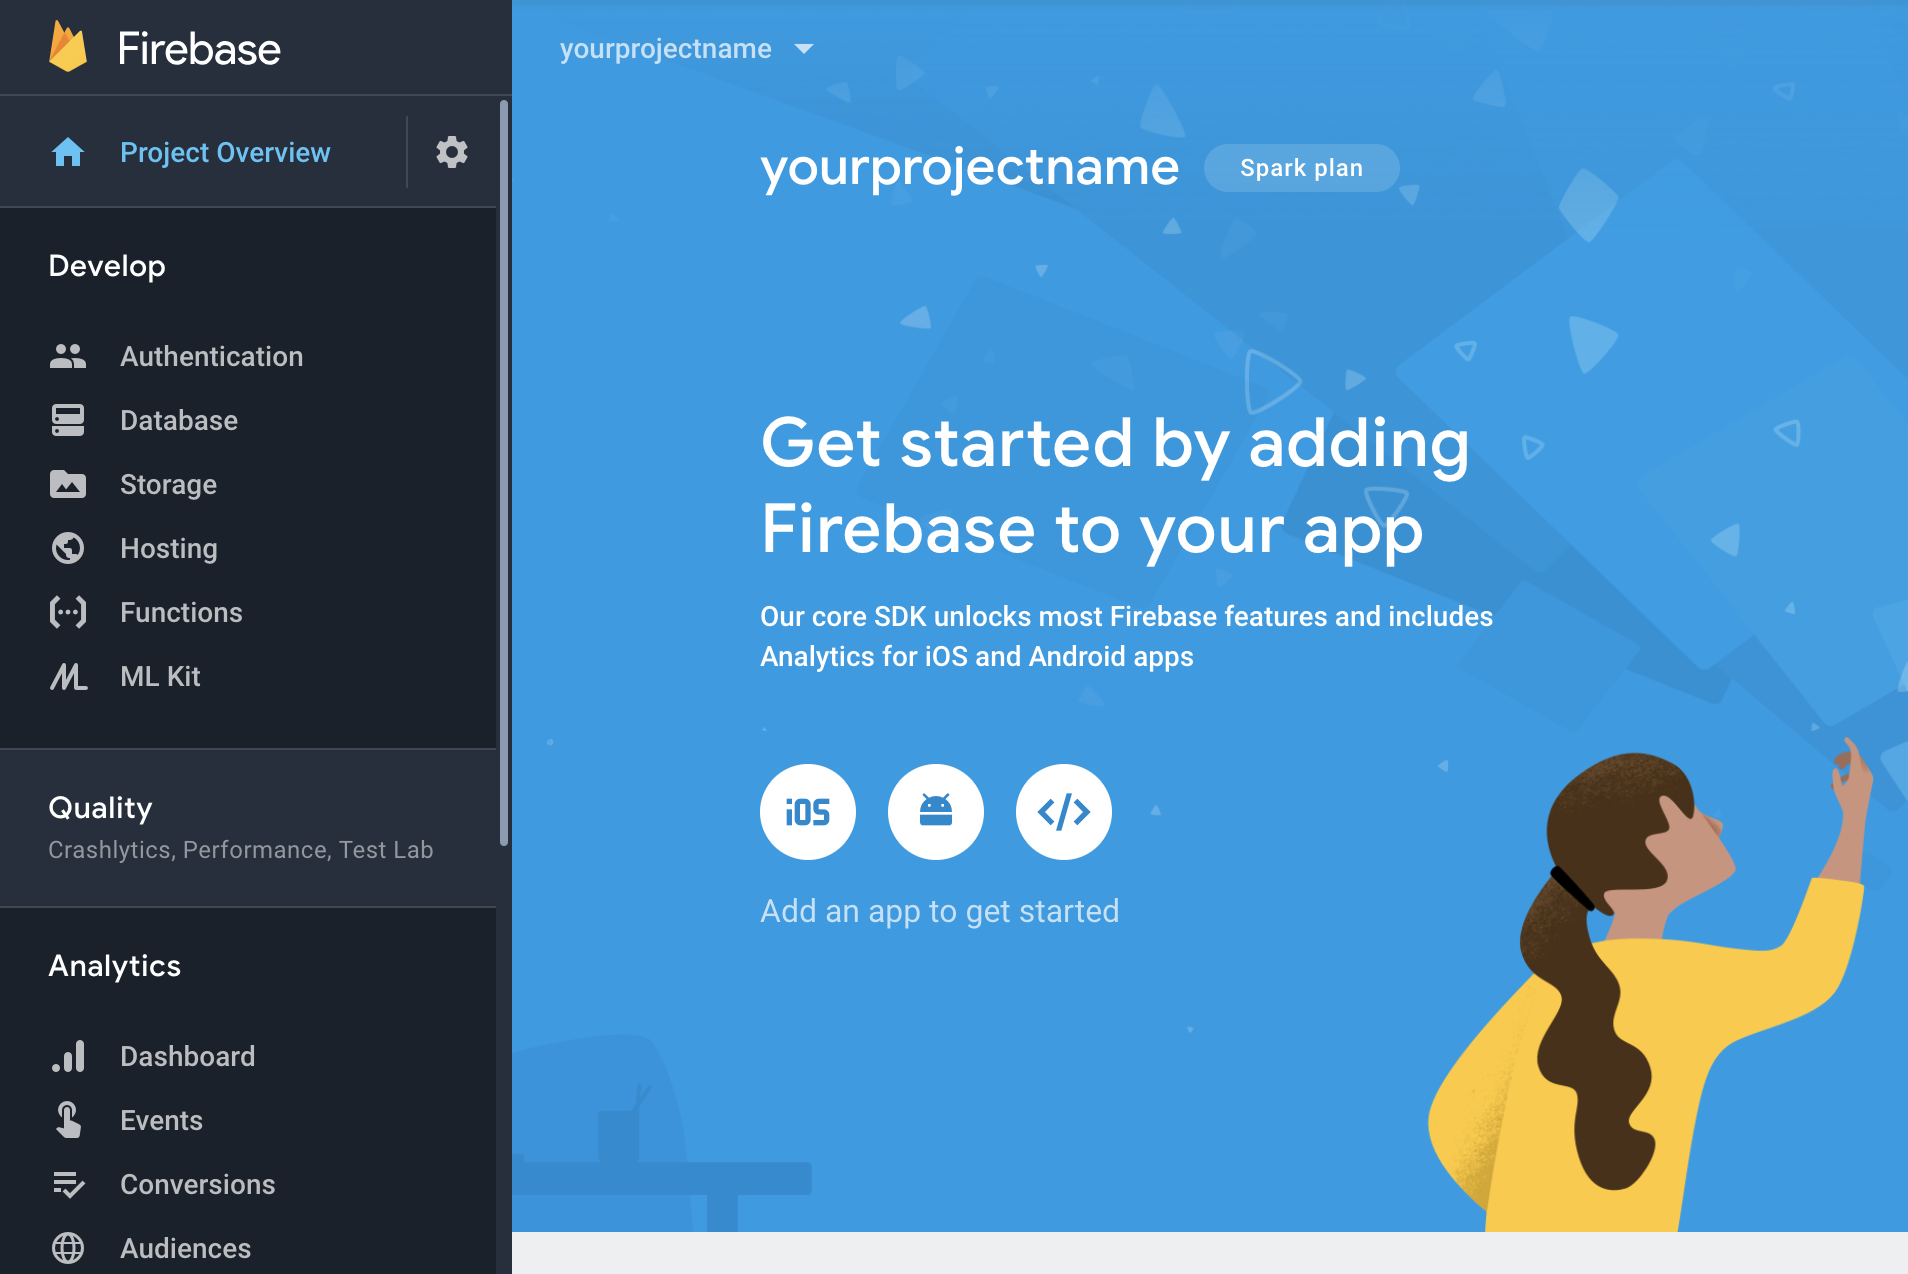 Firebase
Project Overview
Develop
Authentication
Database
Storage
Hosting
Functions
ML Kit
Quality
Crashlytics, Performance, Test Lab
Analytics
Dashboard
Events
Conversions
Audiences
yourprojectname
yourprojectname Spark plan
Get started by adding
Firebase to your app
Our core SDK unlocks most Firebase features and includes
Analytics for iOS and Android apps
iOS </>
Add an app to get started